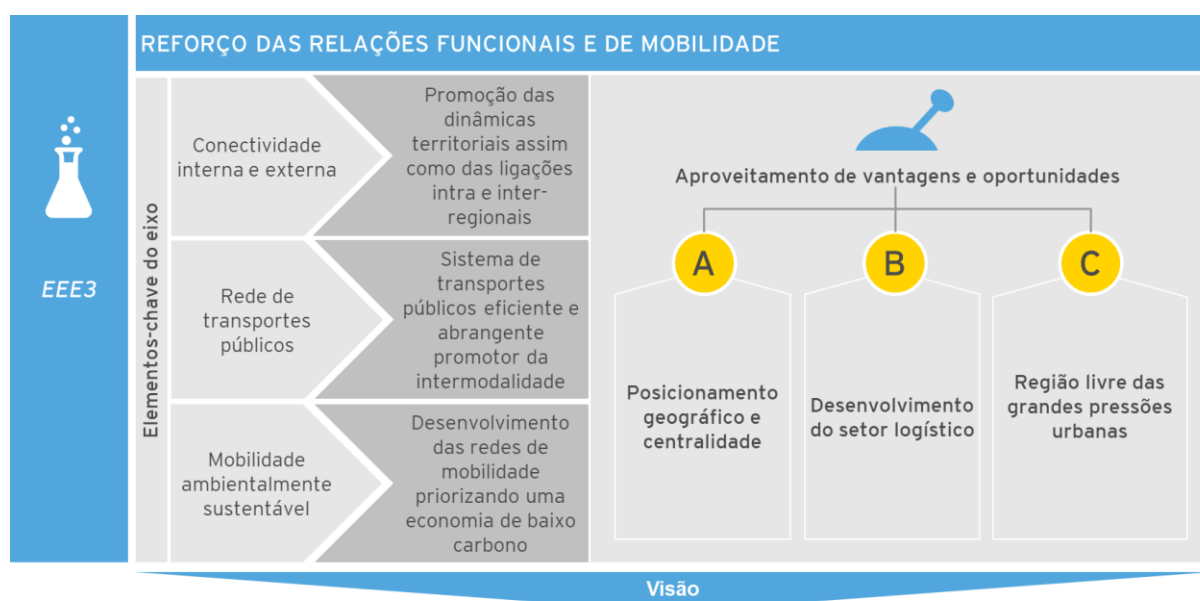 REFORÇO DAS RELAÇÕES FUNCIONAIS E DE MOBILIDADE
EEE3
Elementos-chave do eixo
Conectividade
interna e externa
Promoção das
dinâmicas
territoriais assim
como das ligações
intra e inter-
regionais
Rede de
transportes
públicos
Sistema de
transportes
públicos eficiente e
abrangente
promotor da
intermodalidade
Mobilidade
ambientalmente
sustentável
Desenvolvimento
das redes de
mobilidade
priorizando uma
economia de baixo
carbono
Aproveitamento de vantagens e oportunidades
A
Posicionamento
geográfico e
centralidade
B
Desenvolvimento
do setor logístico
C
Região livre das
grandes pressões
urbanas
Visão